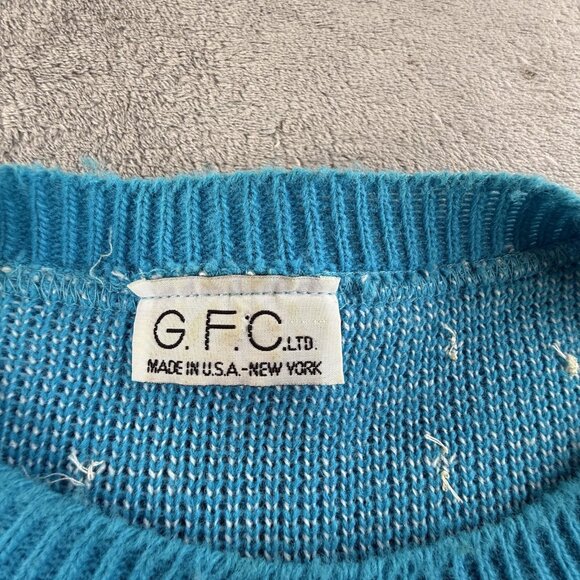 G. F. C. LTD.
MADE IN U.S.A.-NEW YORK